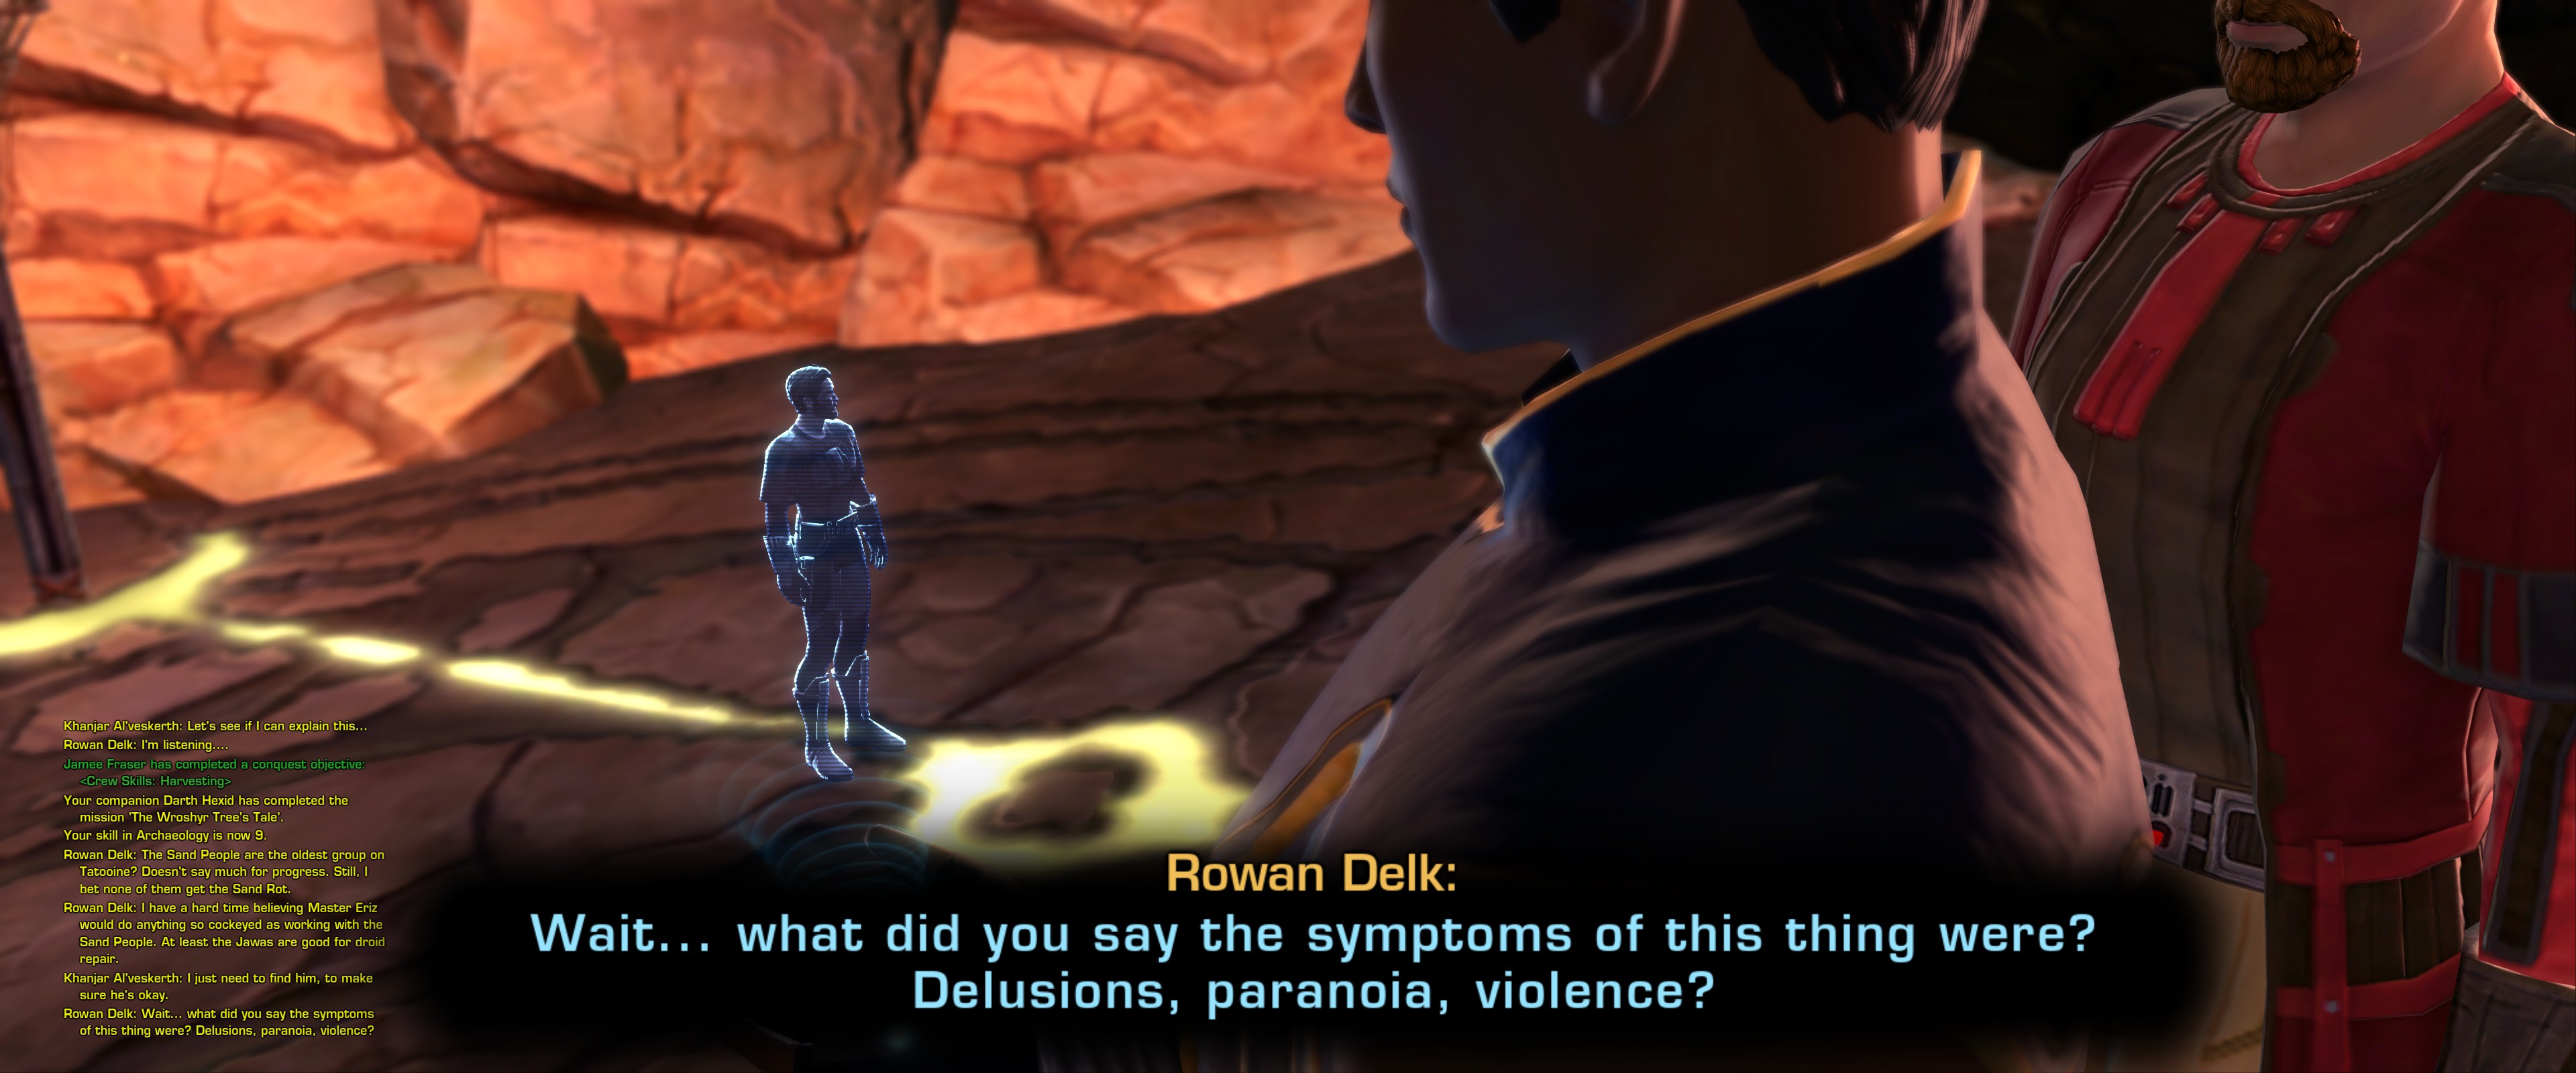 Khanjar Al'veskerth: Let's see if I can explain this...
Rowan Delk: I'm listening....
Jamee Fraser has completed a conquest objective:
<Crew Skills: Harvesting>
Your companion Darth Hexid has completed the
mission 'The Wroshyr Tree's Tale'.
Your skill in Archaeology is now 9.
Rowan Delk: The Sand People are the oldest group on
Tatooine? Doesn't say much for progress. Still, I
bet none of them get the Sand Rot.
Rowan Delk: I have a hard time believing Master Eriz
would do anything so cockeyed as working with the
Sand People. At least the Jawas are good for droid
repair.
Khanjar Al'veskerth: I just need to find him, to make
sure he's okay.
Rowan Delk: Wait... what did you say the symptoms
of this thing were? Delusions, paranoia, violence?
Rowan Delk:
Wait... what did you say the symptoms of this thing were?
Delusions, paranoia, violence?